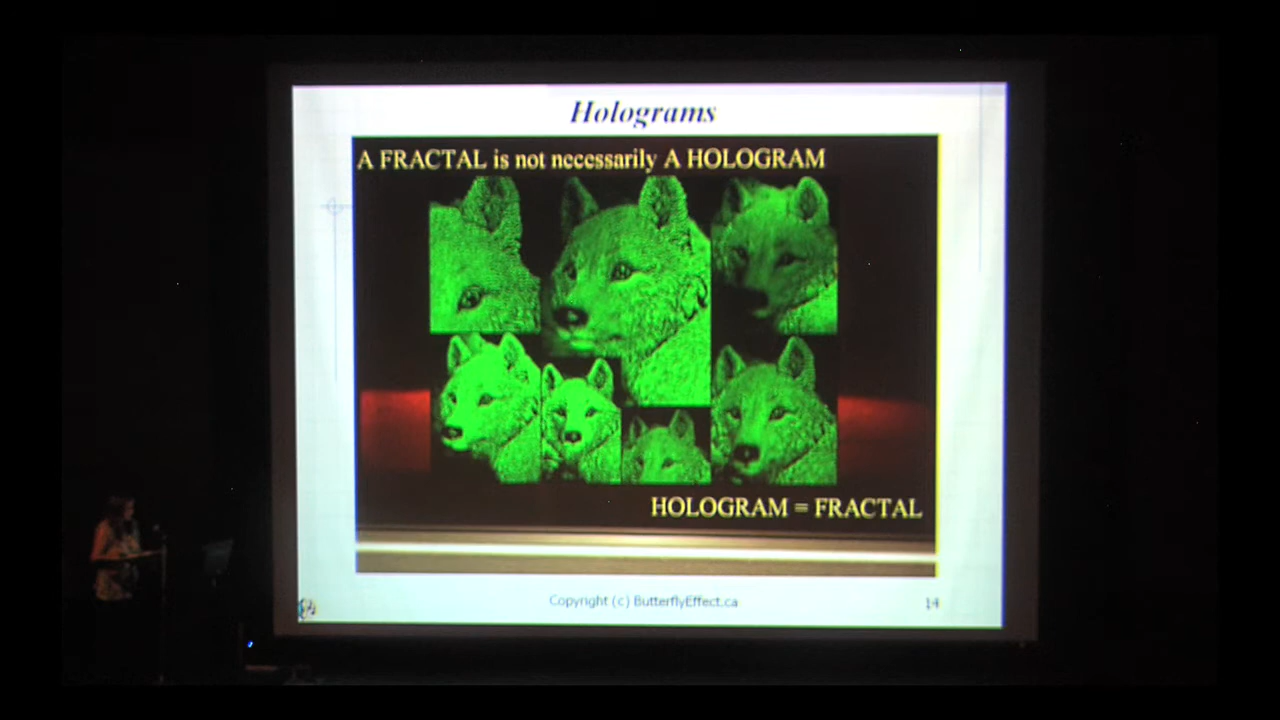 Holograms
A FRACTAL is not necessarily A HOLOGRAM
HOLOGRAM = FRACTAL
Copyright (c) ButterflyEffect.ca
14